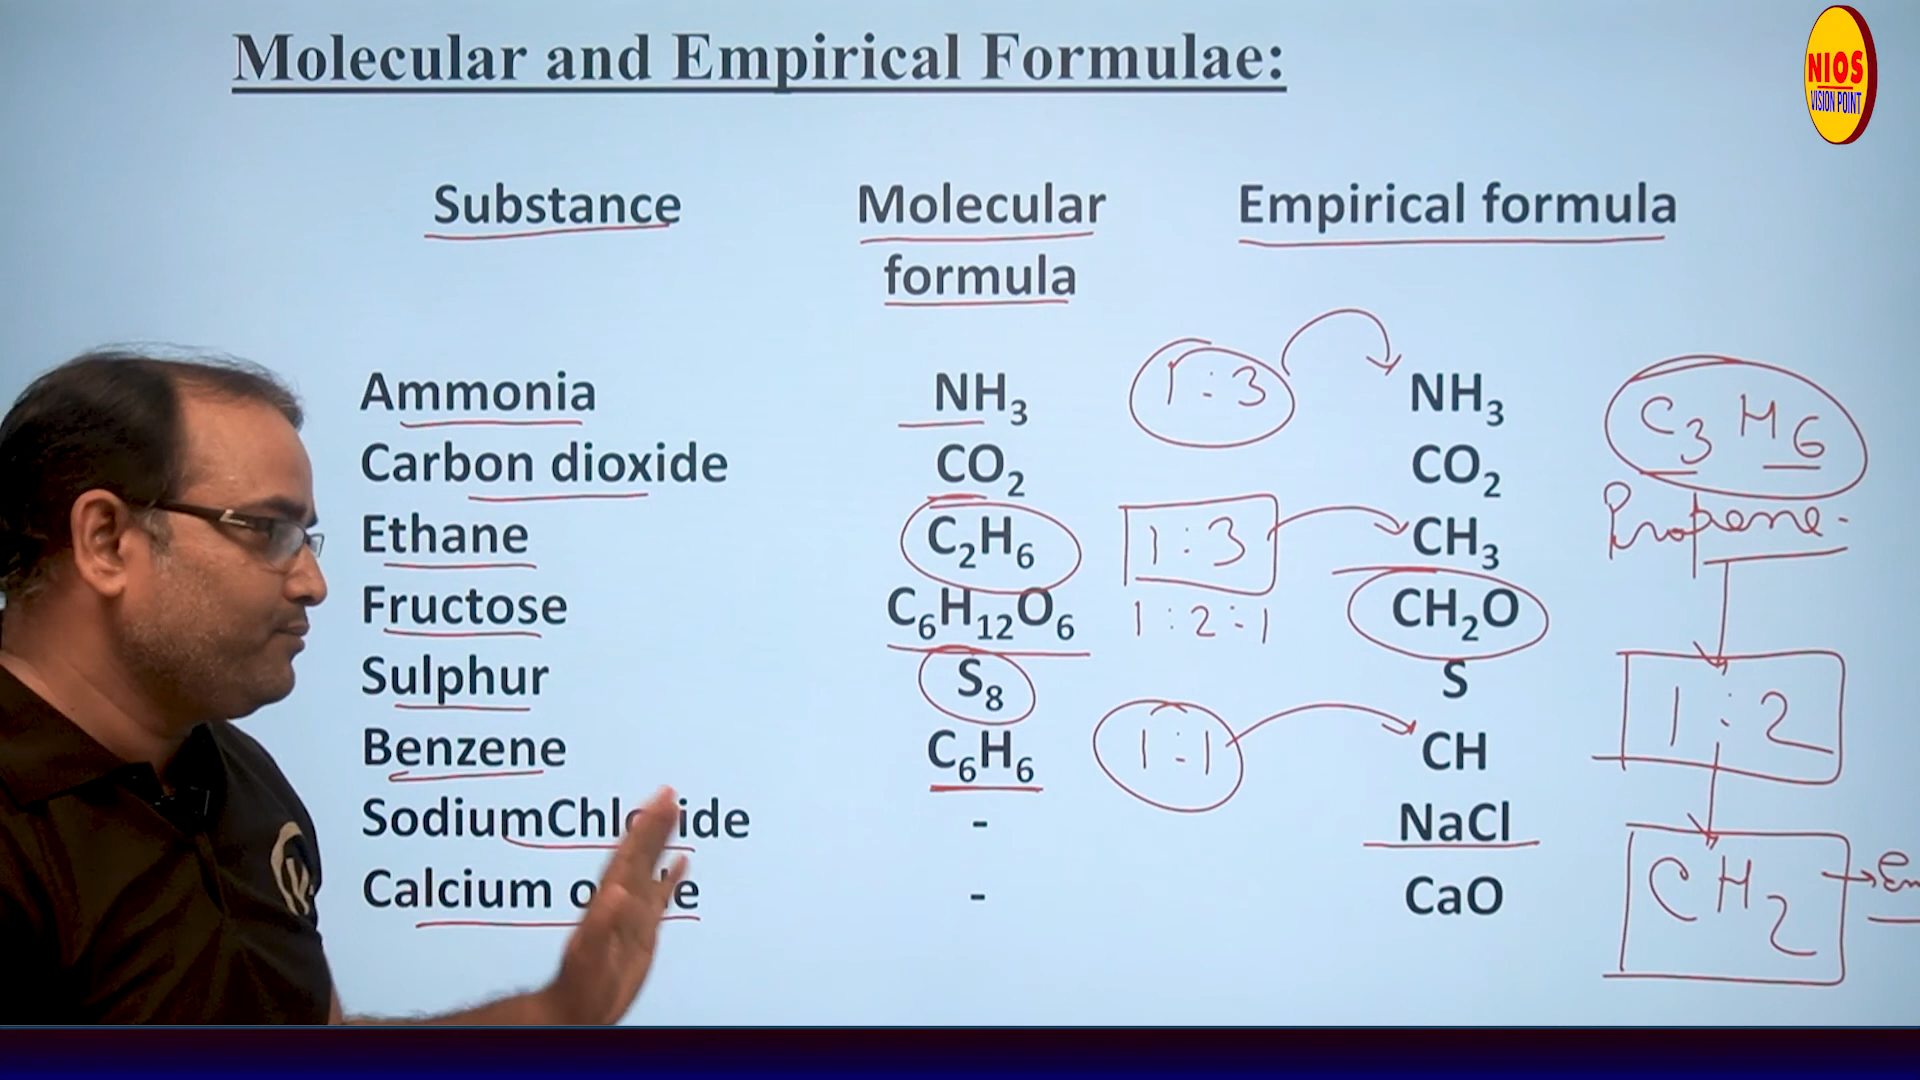 Molecular and Empirical Formulae:
NIOS
VISION POINT
Substance Molecular formula Empirical formula
Ammonia NH₃ 1:3 NH₃
Carbon dioxide CO₂ CO₂
Ethane C₂H₆ 1:3 CH₃
Fructose C₆H₁₂O₆ 1:2:1 CH₂O
Sulphur S₈ S
Benzene C₆H₆ 1:1 CH
SodiumChloride - NaCl
Calcium - CaO
C₃H₆
Propene.
1:2
CH₂